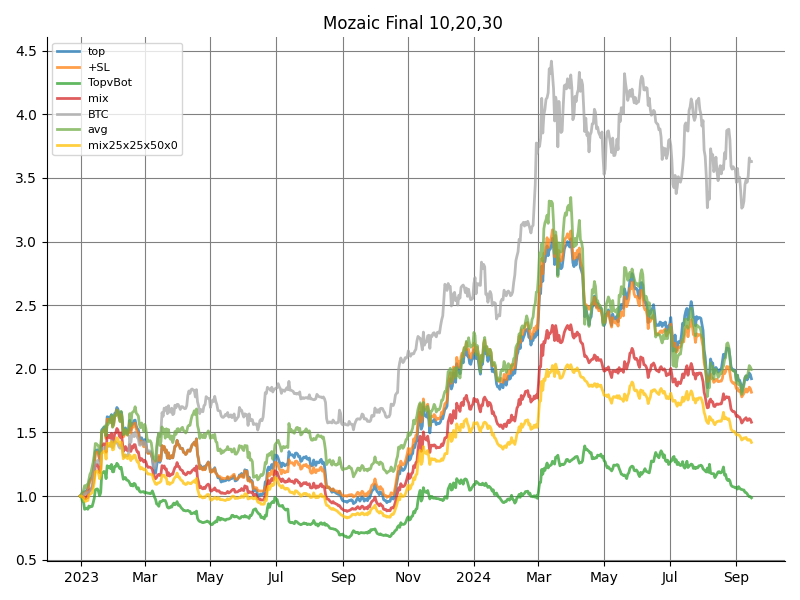 Mozaic Final 10,20,30
top
+SL
TopvBot
mix
BTC
avg
mix25x25x50x0
4.5
4.0
3.5
3.0
2.5
2.0
1.5
1.0
0.5
2023 Mar May Jul Sep Nov 2024 Mar May Jul Sep